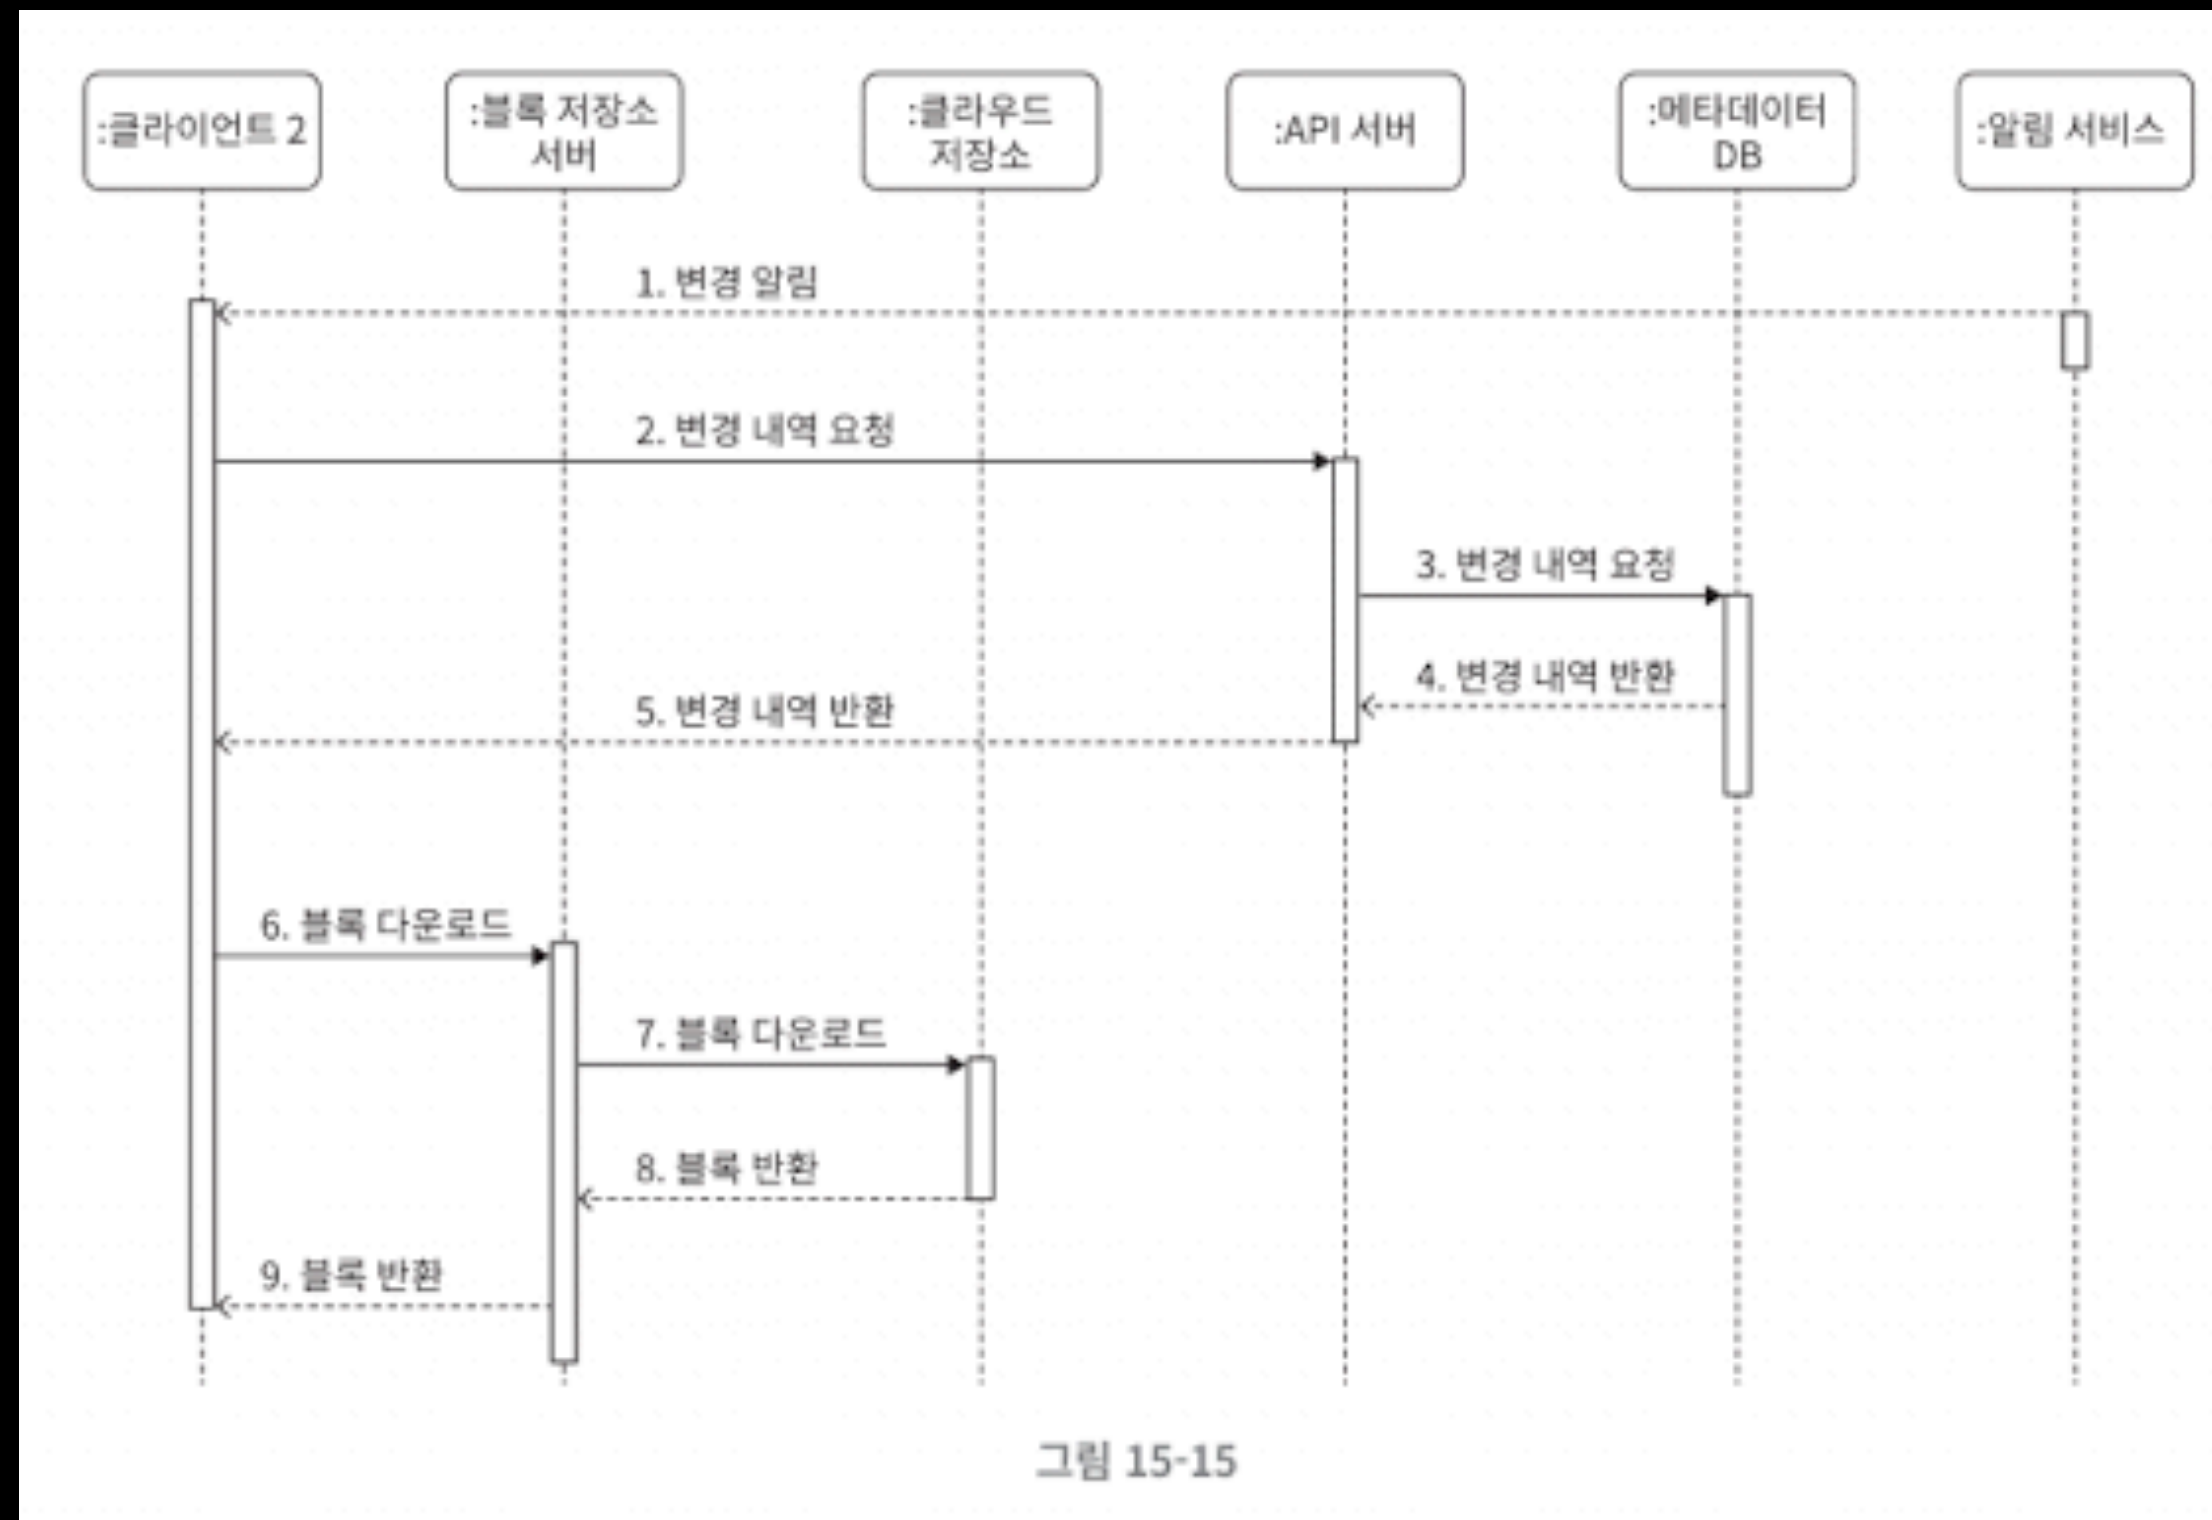 :클라이언트 2
:블록 저장소
서버
:클라우드
저장소
:API 서버
:메타데이터
DB
:알림 서비스
1. 변경 알림
2. 변경 내역 요청
3. 변경 내역 요청
4. 변경 내역 반환
5. 변경 내역 반환
6. 블록 다운로드
7. 블록 다운로드
8. 블록 반환
9. 블록 반환
그림 15-15